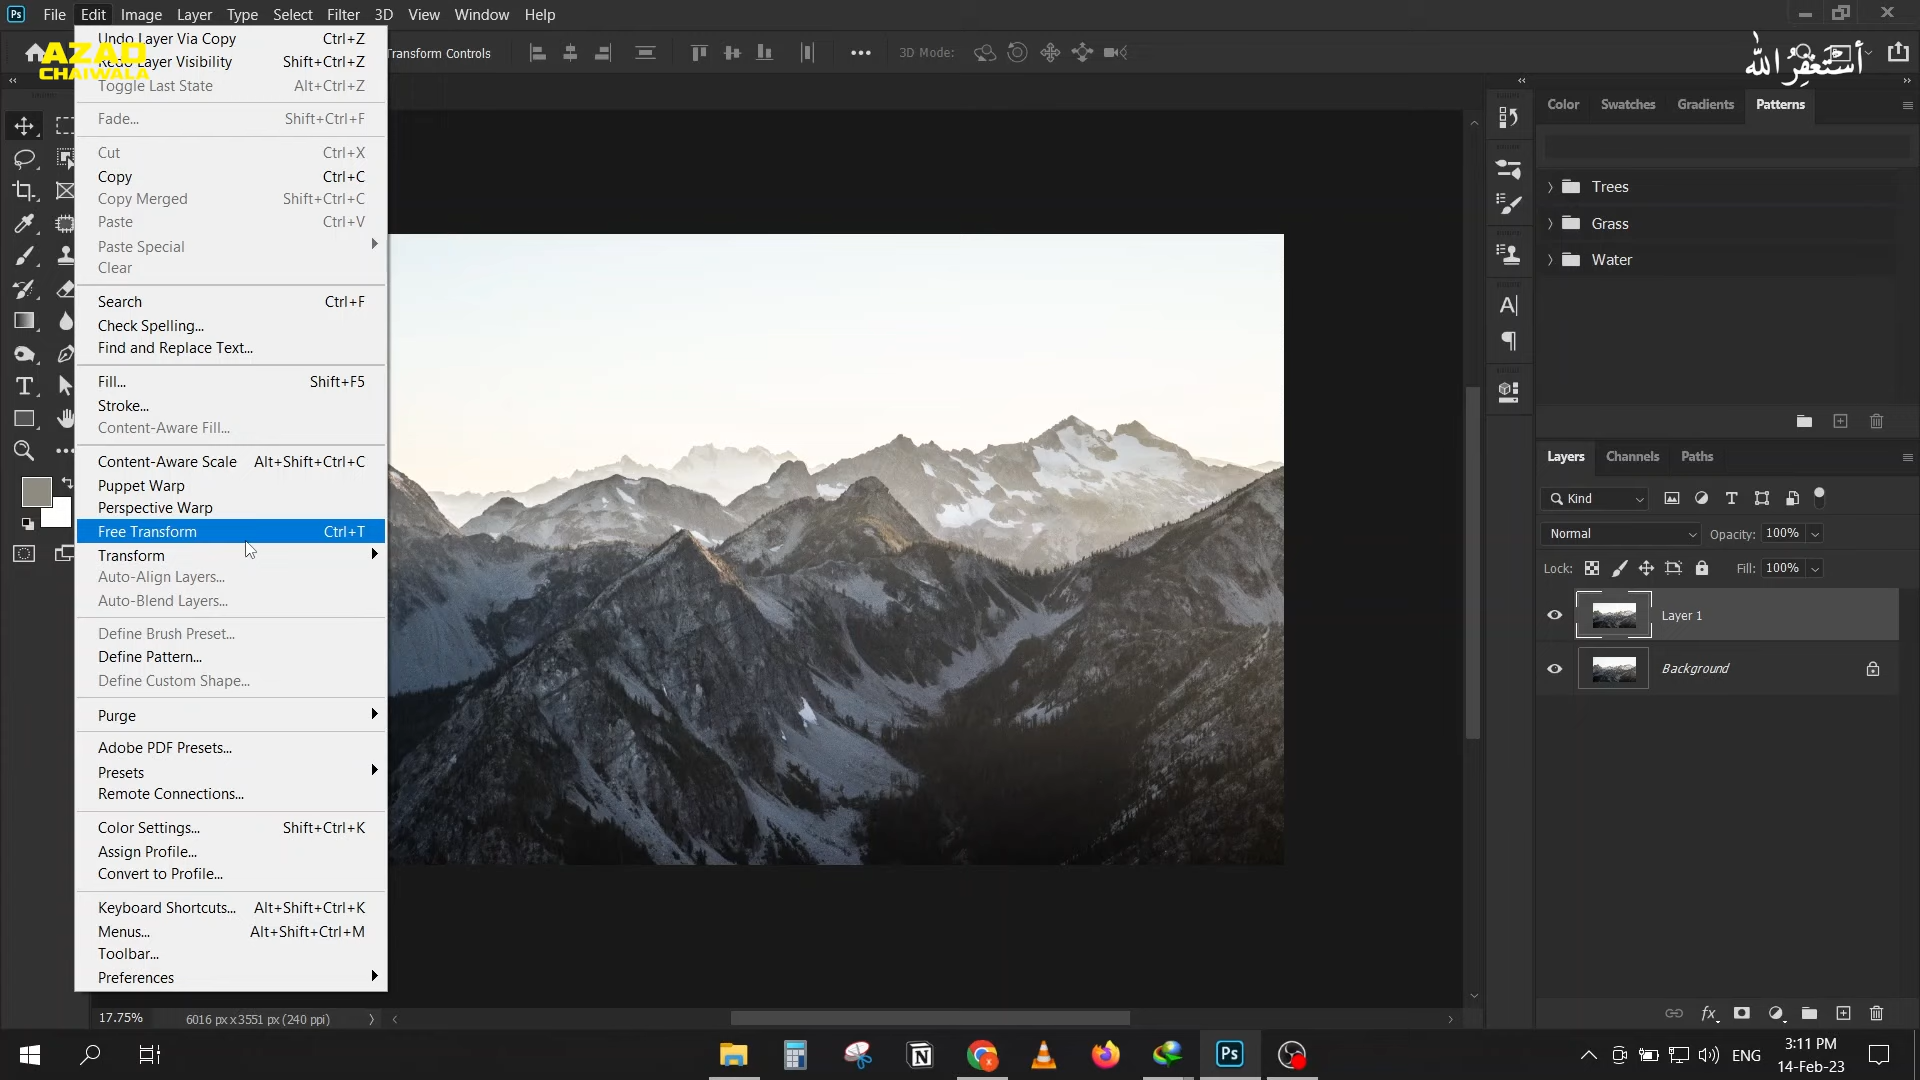 Ps File Edit Image Layer Type Select Filter 3D View Window Help
AZAD
CHAIWALA
Transform Controls
3D Mode:
أستغفر الله
Undo Layer Via Copy Ctrl+Z
Redo Layer Visibility Shift+Ctrl+Z
Toggle Last State Alt+Ctrl+Z
Fade... Shift+Ctrl+F
Cut Ctrl+X
Copy Ctrl+C
Copy Merged Shift+Ctrl+C
Paste Ctrl+V
Paste Special
Clear
Search Ctrl+F
Check Spelling...
Find and Replace Text...
Fill... Shift+F5
Stroke...
Content-Aware Fill...
Content-Aware Scale Alt+Shift+Ctrl+C
Puppet Warp
Perspective Warp
Free Transform Ctrl+T
Transform
Auto-Align Layers...
Auto-Blend Layers...
Define Brush Preset...
Define Pattern...
Define Custom Shape...
Purge
Adobe PDF Presets...
Presets
Remote Connections...
Color Settings... Shift+Ctrl+K
Assign Profile...
Convert to Profile...
Keyboard Shortcuts... Alt+Shift+Ctrl+K
Menus... Alt+Shift+Ctrl+M
Toolbar...
Preferences
Color Swatches Gradients Patterns
Trees
Grass
Water
Layers Channels Paths
Kind
Normal Opacity: 100%
Lock: Fill: 100%
Layer 1
Background
17.75% 6016 px x 3551 px (240 ppi)
Ps
ENG
3:11 PM
14-Feb-23